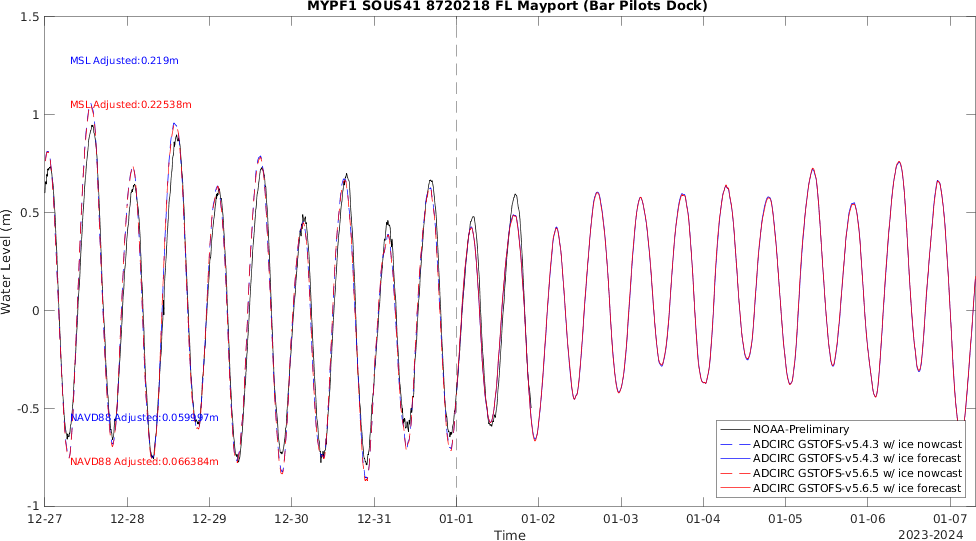 MYPF1 SOUS41 8720218 FL Mayport (Bar Pilots Dock)
1.5
MSL Adjusted:0.219m
MSL Adjusted:0.22538m
1
0.5
Water Level (m)
0
-0.5
NAVD88 Adjusted:0.059997m
NAVD88 Adjusted:0.066384m
-1
NOAA-Preliminary
ADCIRC GSTOFS-v5.4.3 w/ ice nowcast
ADCIRC GSTOFS-v5.4.3 w/ ice forecast
ADCIRC GSTOFS-v5.6.5 w/ ice nowcast
ADCIRC GSTOFS-v5.6.5 w/ ice forecast
12-27 12-28 12-29 12-30 12-31 01-01 01-02 01-03 01-04 01-05 01-06 01-07
Time
2023-2024